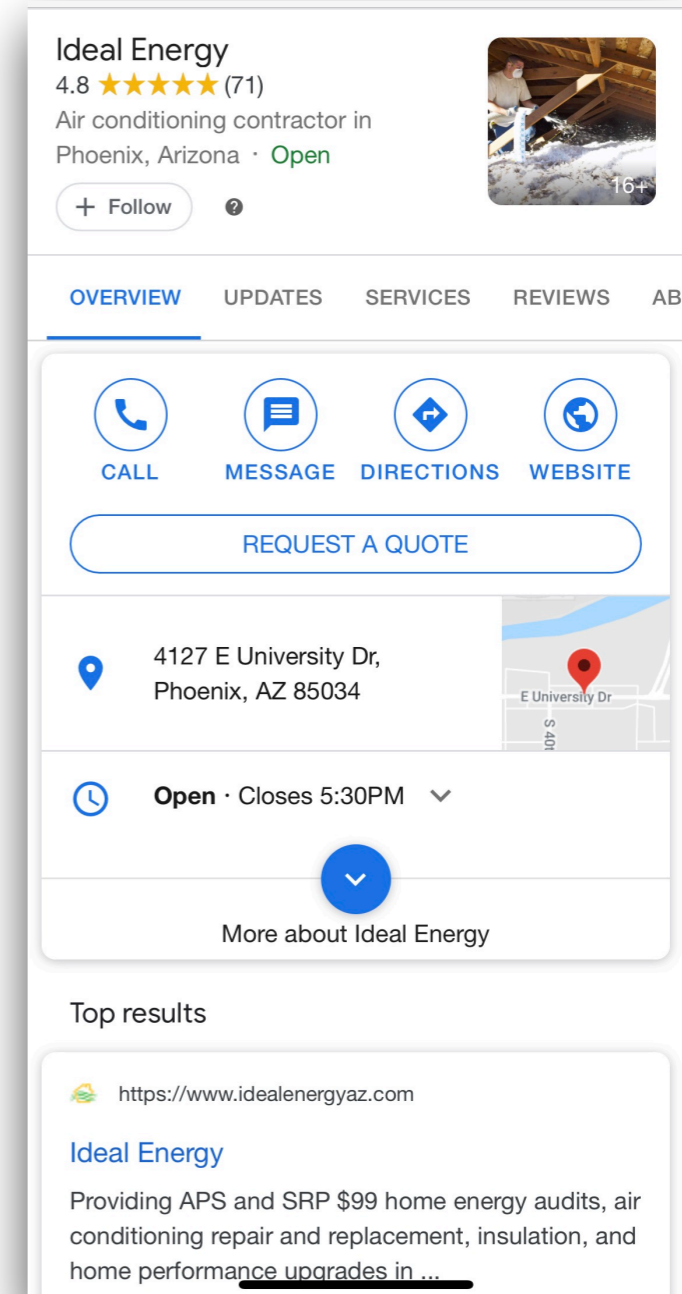 Ideal Energy
4.8 ★★★★★ (71)
Air conditioning contractor in
Phoenix, Arizona · Open
+ Follow
16+
OVERVIEW UPDATES SERVICES REVIEWS AB
CALL MESSAGE DIRECTIONS WEBSITE
REQUEST A QUOTE
4127 E University Dr,
Phoenix, AZ 85034
E University Dr
S 40t
Open · Closes 5:30PM
More about Ideal Energy
Top results
https://www.idealenergyaz.com
Ideal Energy
Providing APS and SRP $99 home energy audits, air
conditioning repair and replacement, insulation, and
home performance upgrades in ...